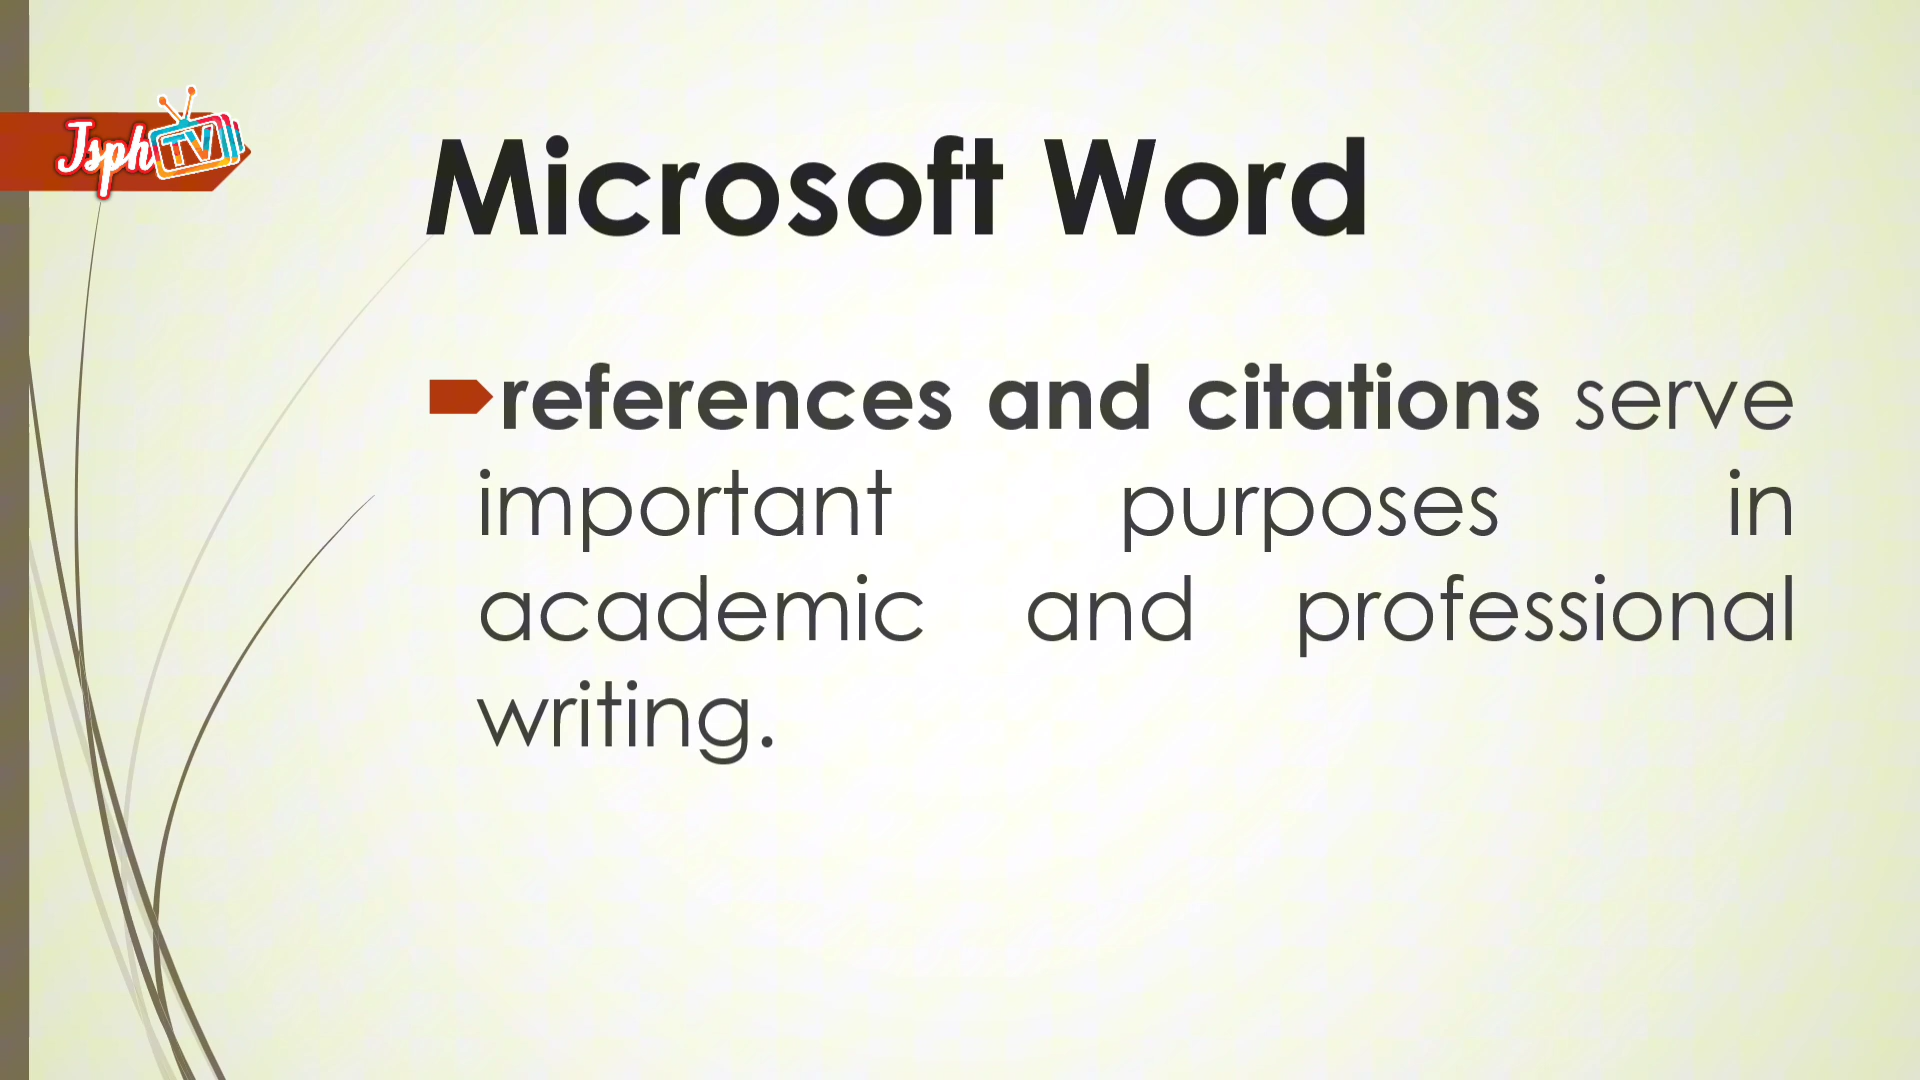 Jsph TV
Microsoft Word
references and citations serve
important purposes in
academic and professional
writing.